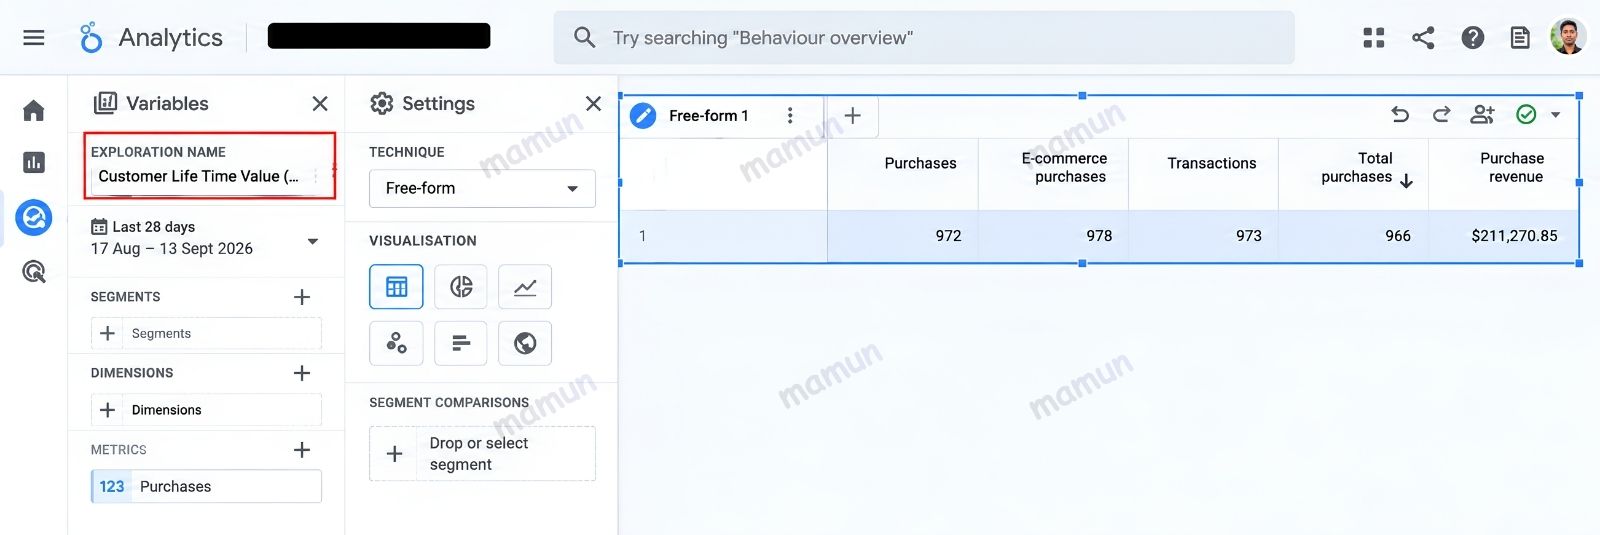 Analytics
Try searching "Behaviour overview"
Variables
EXPLORATION NAME
Customer Life Time Value (...
Last 28 days
17 Aug – 13 Sept 2026
SEGMENTS
Segments
DIMENSIONS
Dimensions
METRICS
123 Purchases
Settings
TECHNIQUE
Free-form
VISUALISATION
SEGMENT COMPARISONS
Drop or select
segment
Free-form 1
Purchases
E-commerce
purchases
Transactions
Total
purchases
Purchase
revenue
1 972 978 973 966 $211,270.85
mamun
mamun
mamun
mamun
mamun
mamun